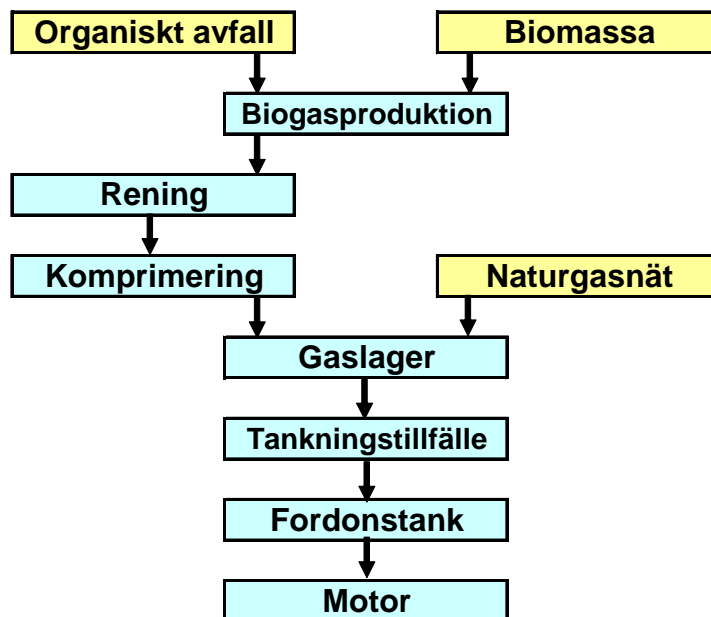 Organiskt avfall
Biomassa
Biogasproduktion
Rening
Komprimering
Naturgasnät
Gaslager
Tankningstillfälle
Fordonstank
Motor